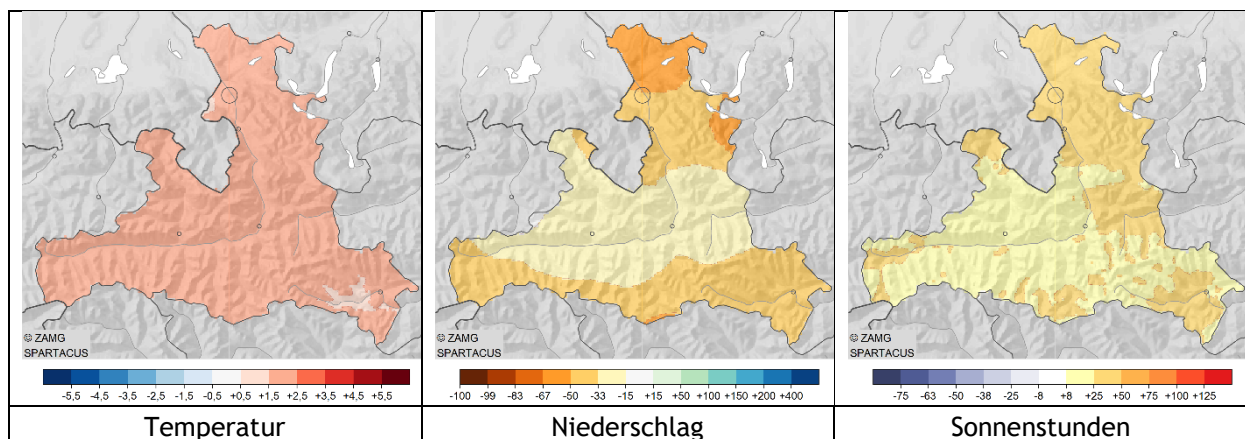 © ZAMG
SPARTACUS
-5,5 -4,5 -3,5 -2,5 -1,5 -0,5 +0,5 +1,5 +2,5 +3,5 +4,5 +5,5
Temperatur
© ZAMG
SPARTACUS
-100 -99 -83 -67 -50 -33 -15 +15 +50 +100 +150 +200 +400
Niederschlag
© ZAMG
SPARTACUS
-75 -63 -50 -38 -25 -8 +8 +25 +50 +75 +100 +125
Sonnenstunden